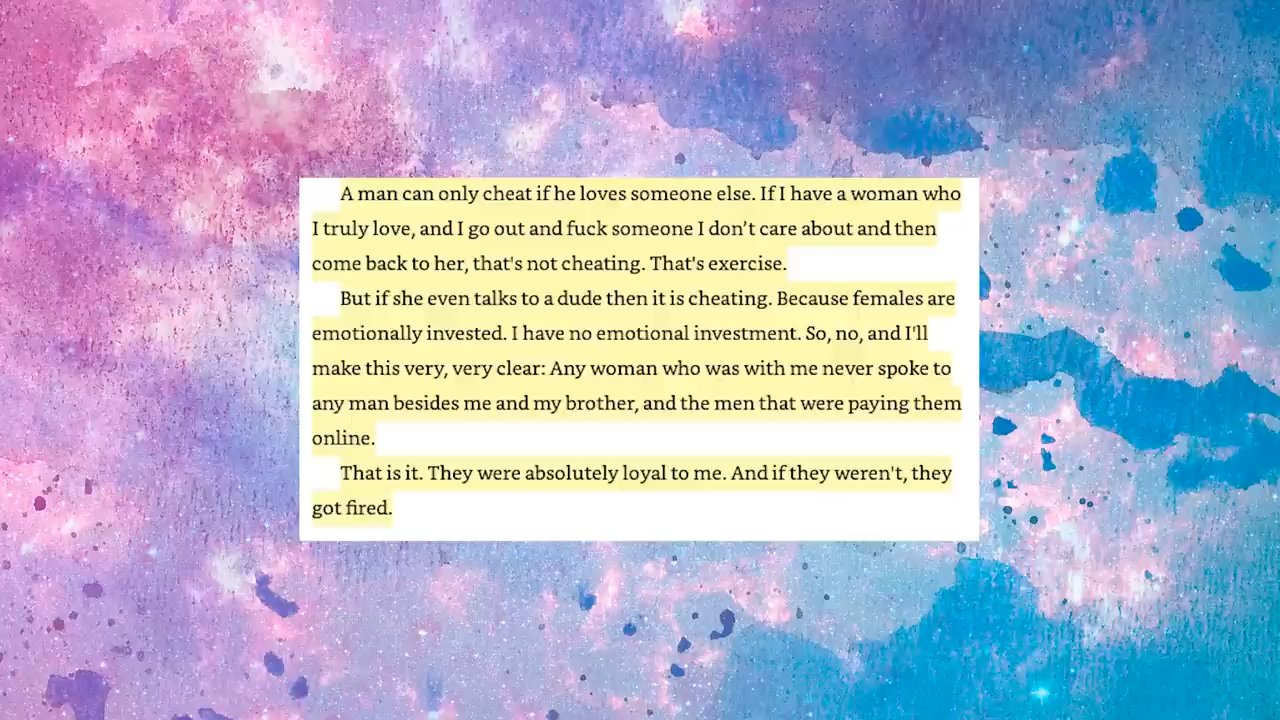 A man can only cheat if he loves someone else. If I have a woman who
I truly love, and I go out and fuck someone I don’t care about and then
come back to her, that's not cheating. That's exercise.
But if she even talks to a dude then it is cheating. Because females are
emotionally invested. I have no emotional investment. So, no, and I'll
make this very, very clear: Any woman who was with me never spoke to
any man besides me and my brother, and the men that were paying them
online.
That is it. They were absolutely loyal to me. And if they weren't, they
got fired.